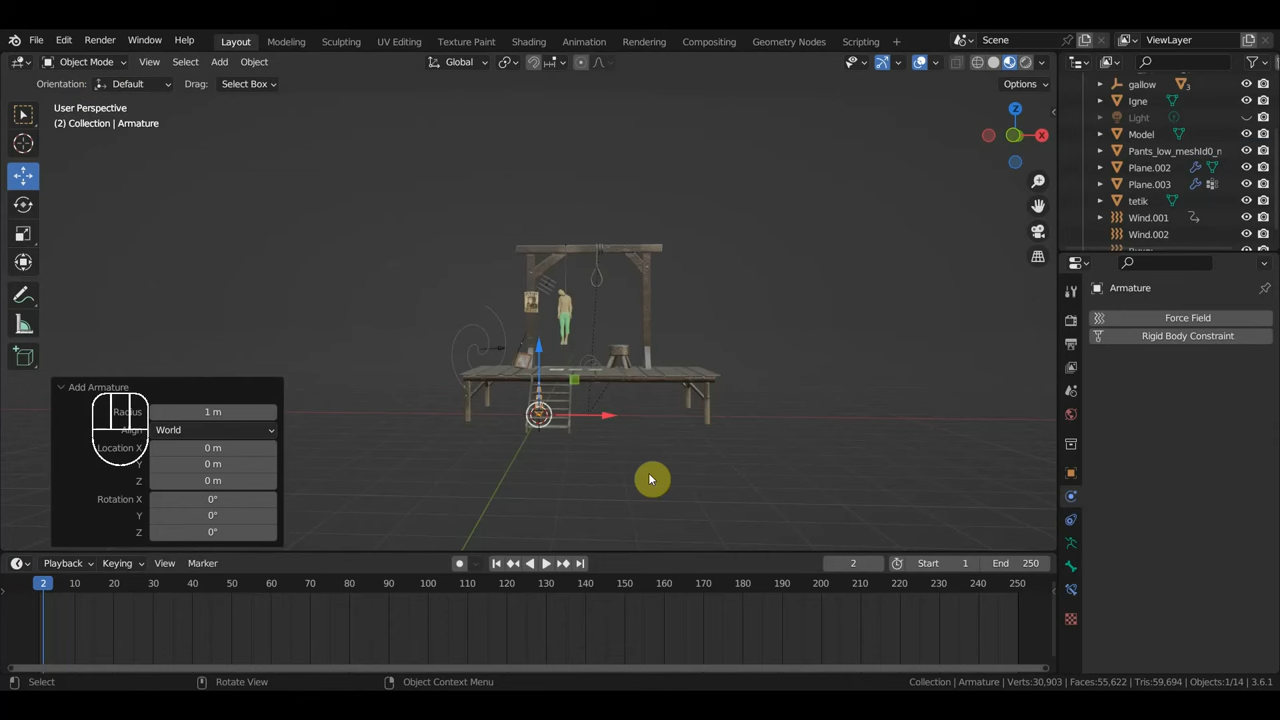 File Edit Render Window Help Layout Modeling Sculpting UV Editing Texture Paint Shading Animation Rendering Compositing Geometry Nodes Scripting + Scene ViewLayer
Object Mode View Select Add Object Global
Orientation: Default Drag: Select Box Options
User Perspective
(2) Collection | Armature
Z
X
gallow 3
Igne
Light
Model
Pants_low_meshId0_n
Plane.002
Plane.003
tetik
Wind.001
Wind.002
Armature
Force Field
Rigid Body Constraint
Add Armature
Radius 1 m
Align World
Location X 0 m
Y 0 m
Z 0 m
Rotation X 0°
Y 0°
Z 0°
Playback Keying View Marker 2 Start 1 End 250
2 10 20 30 40 50 60 70 80 90 100 110 120 130 140 150 160 170 180 190 200 210 220 230 240 250
Select Rotate View Object Context Menu Collection | Armature | Verts:30,903 | Faces:55,622 | Tris:59,694 | Objects:1/14 | 3.6.1